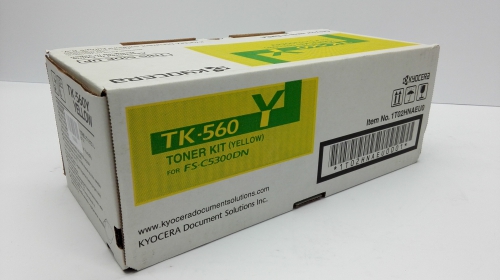 KYOCERA
TK-560Y
YELLOW
TK-560
Y
TONER KIT (YELLOW)
FOR FS-C5300DN
www.kyoceradocumentsolutions.com
KYOCERA Document Solutions Inc.
KYOCERA
Item No. 1T02HNAEU0